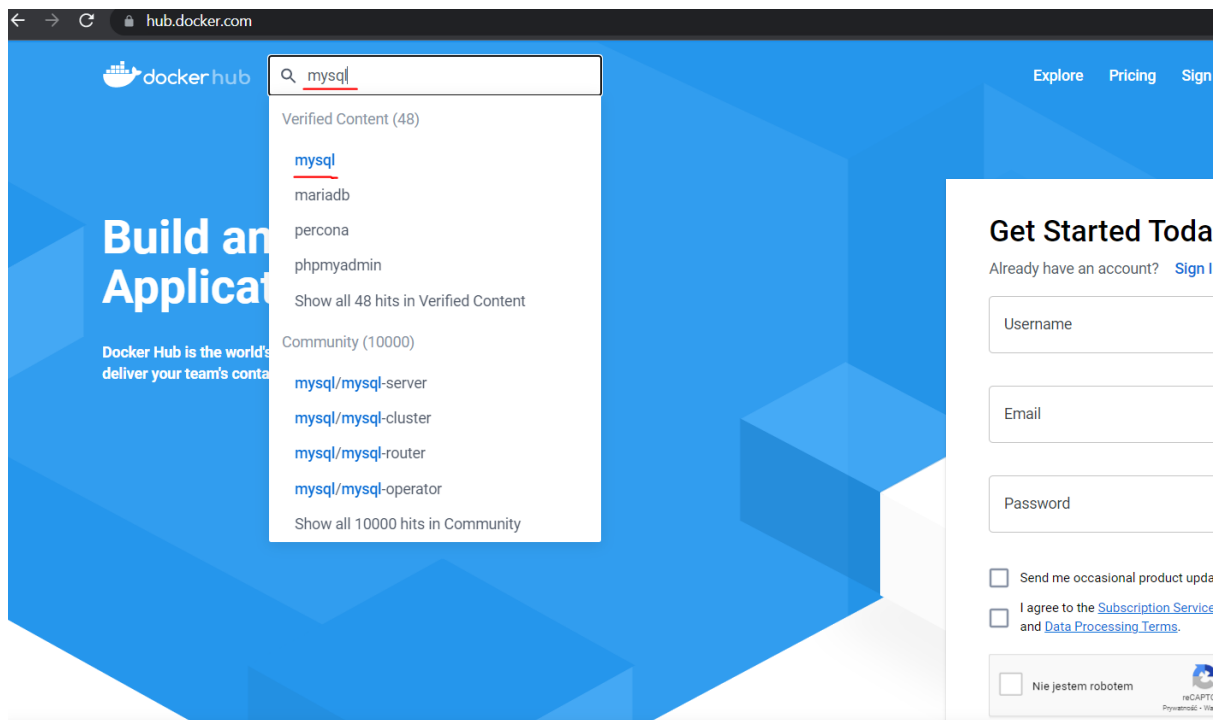 hub.docker.com
dockerhub
mysql
Explore Pricing Sign
Verified Content (48)
mysql
mariadb
percona
phpmyadmin
Show all 48 hits in Verified Content
Community (10000)
mysql/mysql-server
mysql/mysql-cluster
mysql/mysql-router
mysql/mysql-operator
Show all 10000 hits in Community
Build an
Applicat
Docker Hub is the world's
deliver your team's conta
Get Started Toda
Already have an account? Sign I
Username
Email
Password
Send me occasional product upda
I agree to the Subscription Service
and Data Processing Terms.
Nie jestem robotem
reCAPTC
Prywatność - Wa